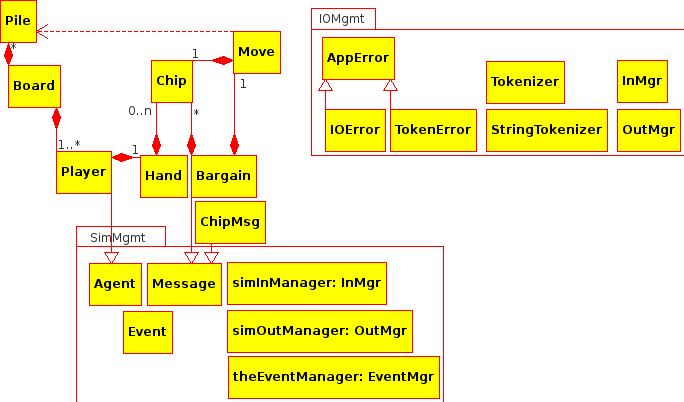 Pile
IOMgmt
*
1
Move
AppError
Board
Chip
1
Tokenizer
InMgr
0..n
*
IOError
TokenError
StringTokenizer
OutMgr
1..*
1
Player
Hand
Bargain
ChipMsg
SimMgmt
Agent
Message
simInManager: InMgr
Event
simOutManager: OutMgr
theEventManager: EventMgr